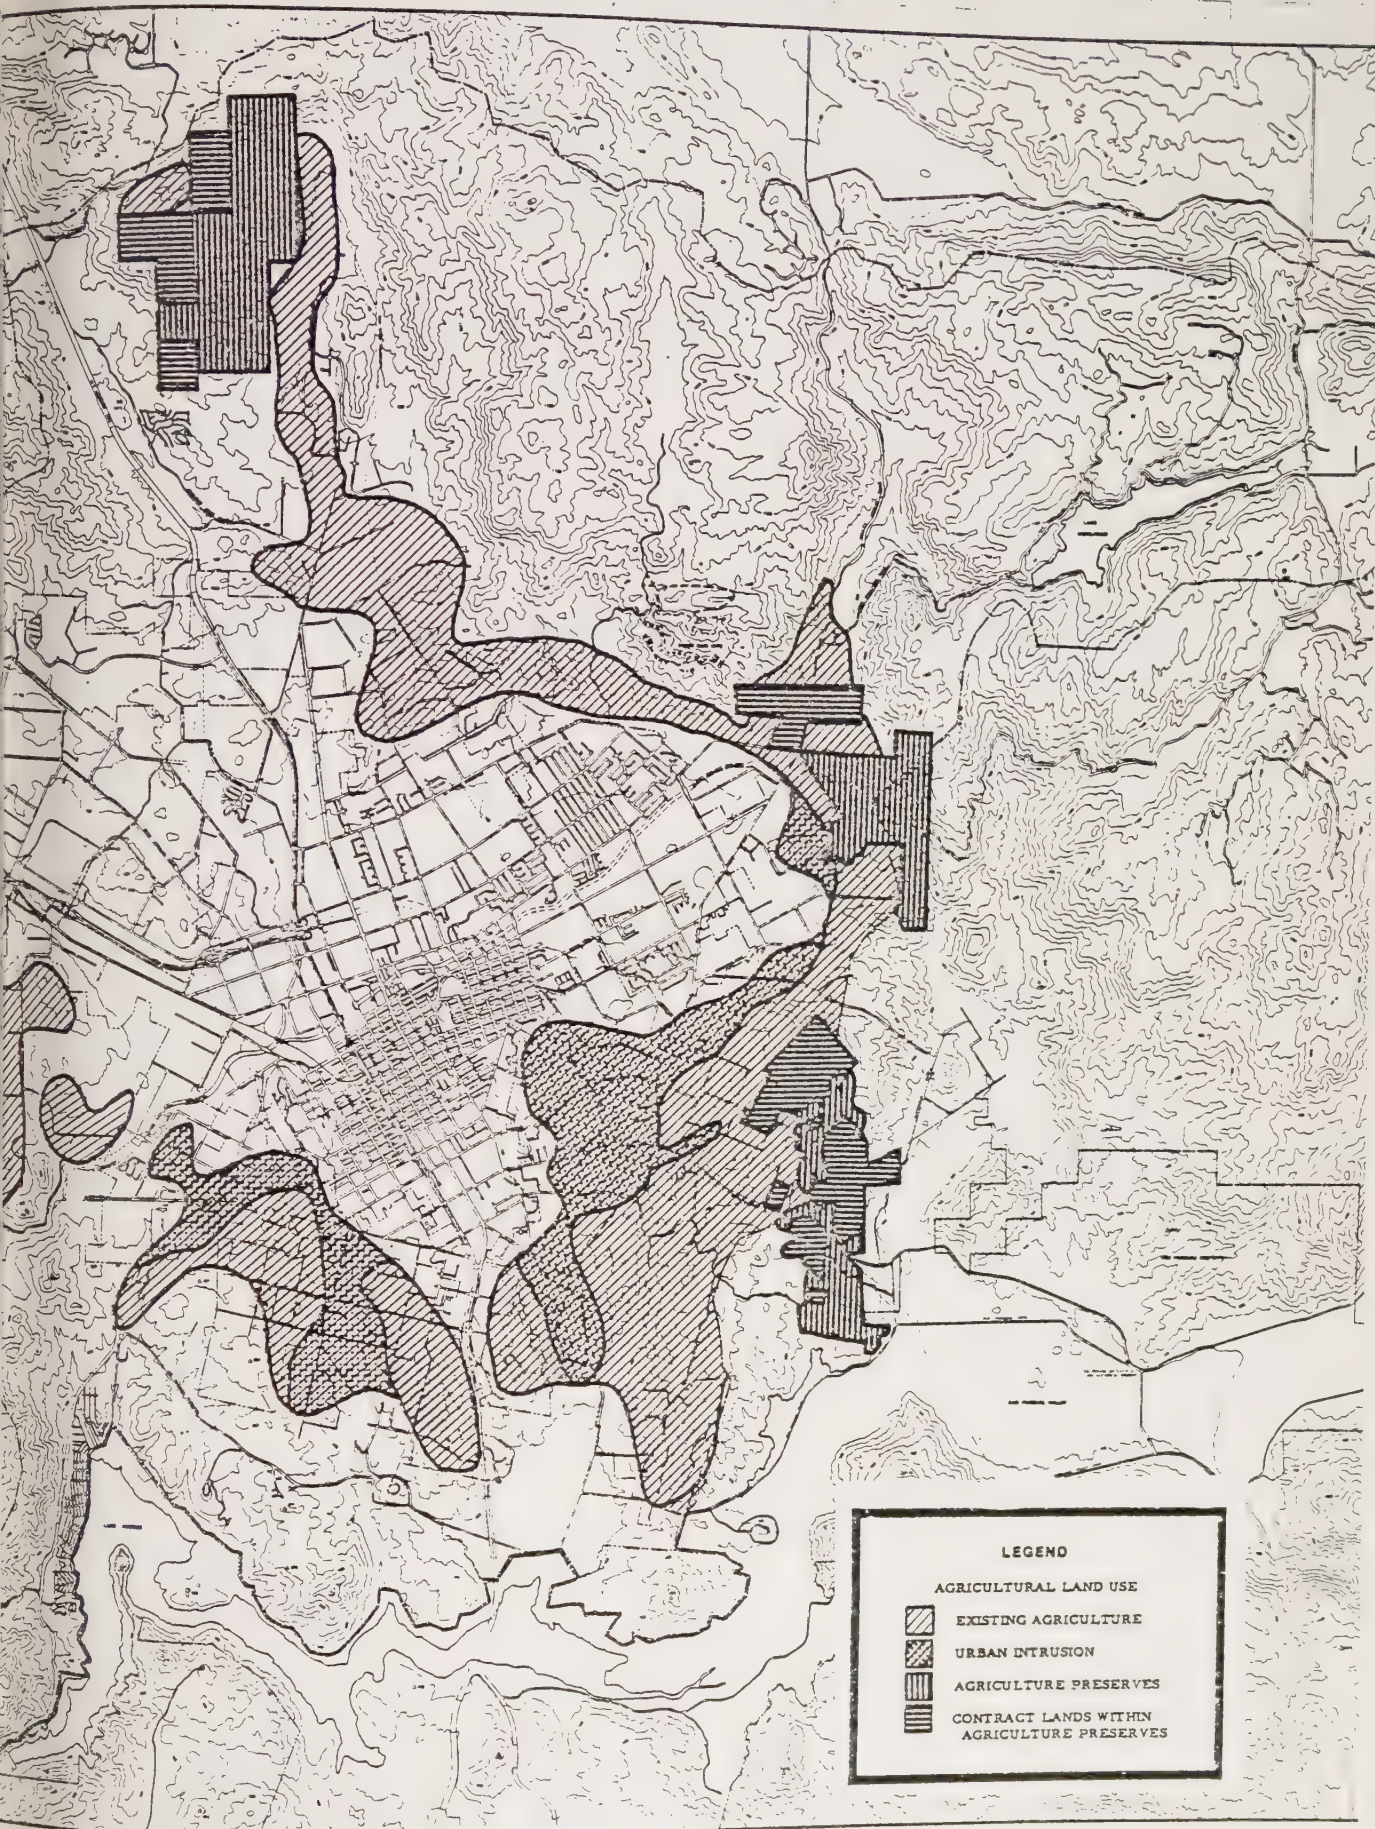 LEGEND
AGRICULTURAL LAND USE
EXISTING AGRICULTURE
URBAN INTRUSION
AGRICULTURE PRESERVES
CONTRACT LANDS WITHIN
AGRICULTURE PRESERVES